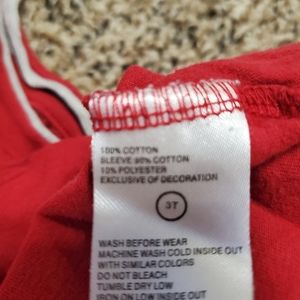 100% COTTON
SLEEVE 90% COTTON
10% POLYESTER
EXCLUSIVE OF DECORATION
3T
WASH BEFORE WEAR
MACHINE WASH COLD INSIDE OUT
WITH SIMILAR COLORS
DO NOT BLEACH
TUMBLE DRY LOW
IRON ON LOW INSIDE OUT